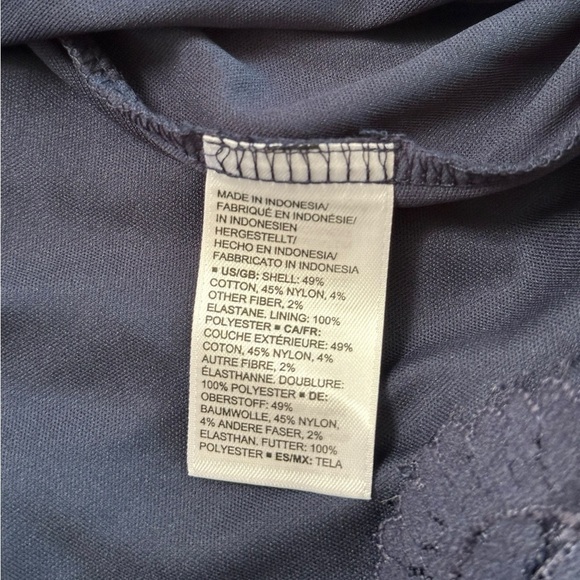 MADE IN INDONESIA/
FABRIQUÉ EN INDONÉSIE/
IN INDONESIEN
HERGESTELLT/
HECHO EN INDONESIA/
FABBRICATO IN INDONESIA
▪ US/GB: SHELL: 49%
COTTON, 45% NYLON, 4%
OTHER FIBER, 2%
ELASTANE. LINING: 100%
POLYESTER ▪ CA/FR:
COUCHE EXTÉRIEURE: 49%
COTON, 45% NYLON, 4%
AUTRE FIBRE, 2%
ÉLASTHANNE. DOUBLURE:
100% POLYESTER ▪ DE:
OBERSTOFF: 49%
BAUMWOLLE, 45% NYLON,
4% ANDERE FASER, 2%
ELASTHAN. FUTTER: 100%
POLYESTER ▪ ES/MX: TELA